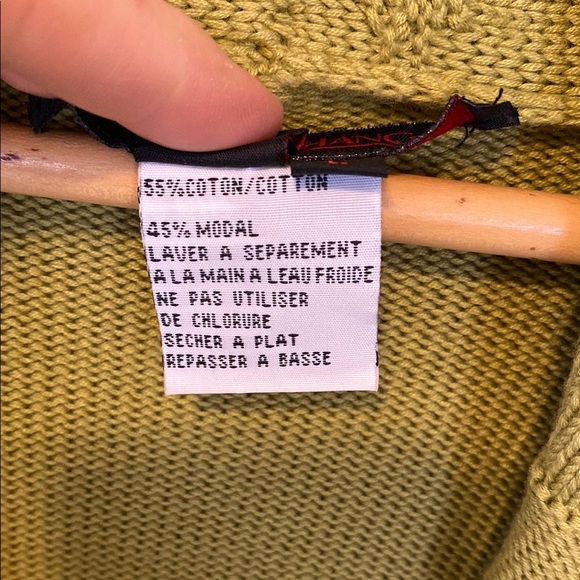 HANG
55%COTON/COTTON
45% MODAL
LAVER A SEPAREMENT
A LA MAIN A LEAU FROIDE
NE PAS UTILISER
DE CHLORURE
SECHER A PLAT
REPASSER A BASSE